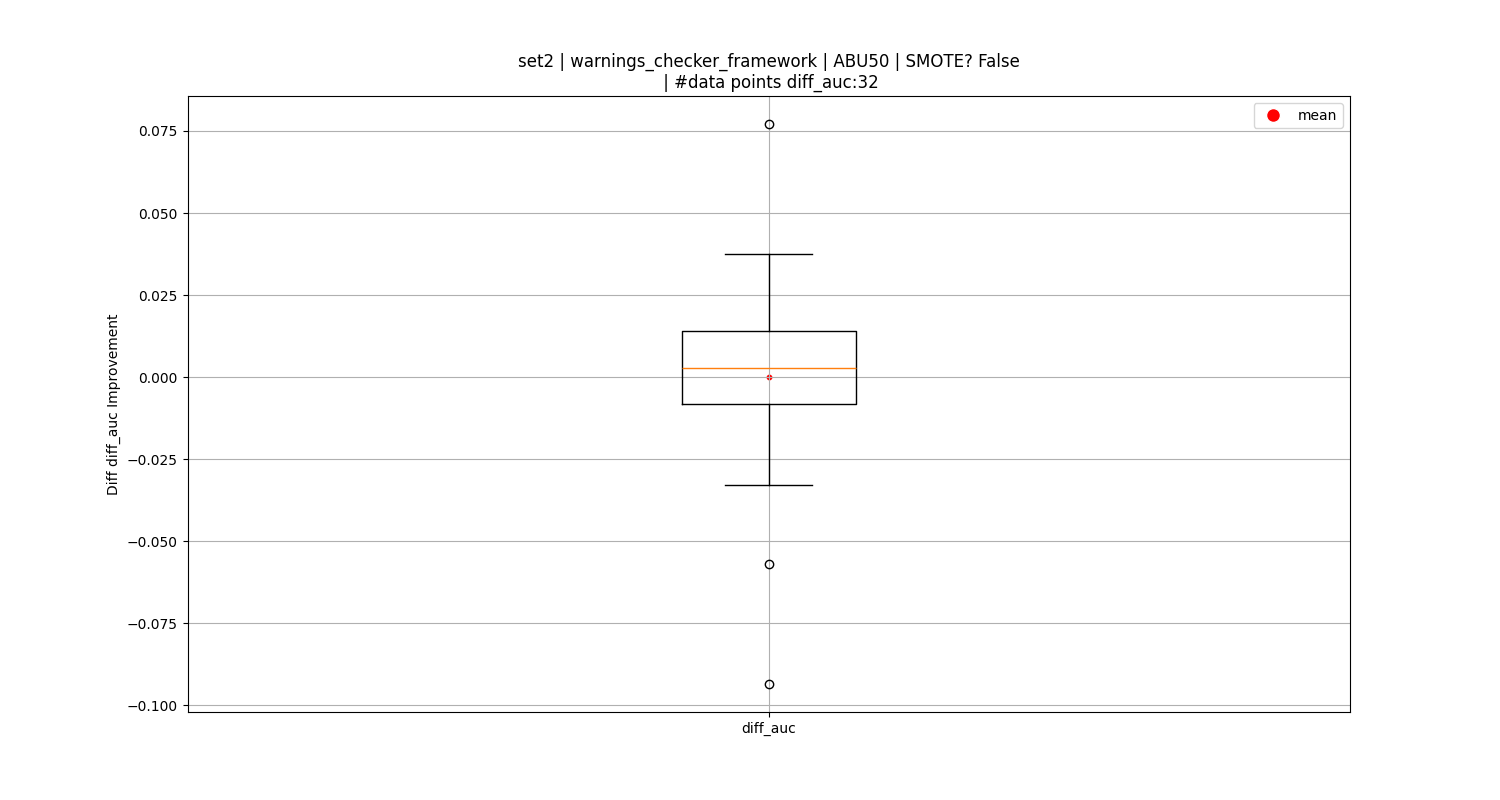 set2 | warnings_checker_framework | ABU50 | SMOTE? False
| #data points diff_auc:32
mean
0.075
0.050
0.025
0.000
−0.025
−0.050
−0.075
−0.100
Diff diff_auc Improvement
diff_auc